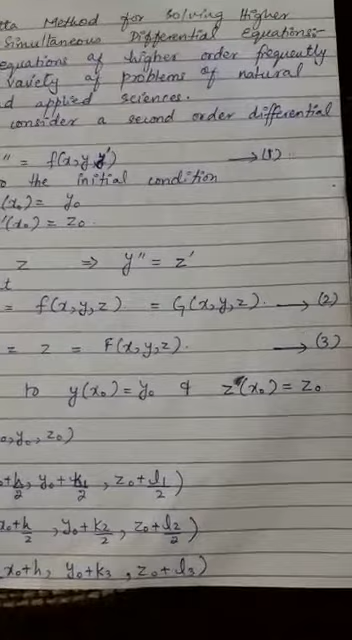 tta Method for Solving Higher
Simultaneous Differential Equations:-
equations of higher order frequently
variety of problems of natural
d applied sciences.
consider a second order differential
" = f(x, y, y') → (1).
o the initial condition
(x₀) = y₀
'(x₀) = z₀.
z ⇒ y" = z'
t
= f(x, y, z) = G(x, y, z). → (2)
= z = F(x, y, z). → (3)
to y(x₀) = y₀ & z(x₀) = z₀
₀, y₀, z₀)
₀+h/2, y₀+k₁/2, z₀+l₁/2)
x₀+h/2, y₀+k₂/2, z₀+l₂/2)
x₀+h, y₀+k₃, z₀+l₃)